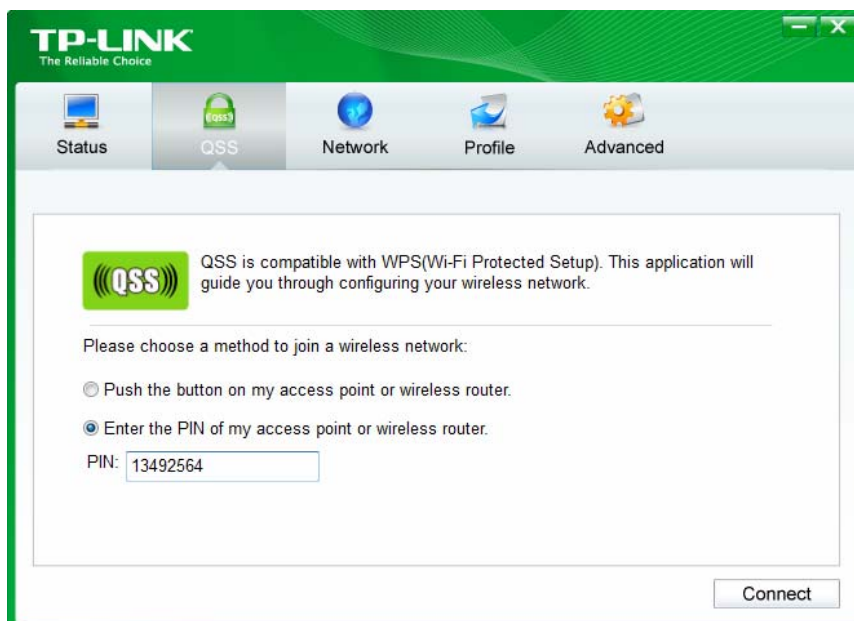 TP-LINK
The Reliable Choice
Status
QSS
QSS
Network
Profile
Advanced
QSS
QSS is compatible with WPS(Wi-Fi Protected Setup). This application will
guide you through configuring your wireless network.
Please choose a method to join a wireless network:
Push the button on my access point or wireless router.
Enter the PIN of my access point or wireless router.
PIN: 13492564
Connect